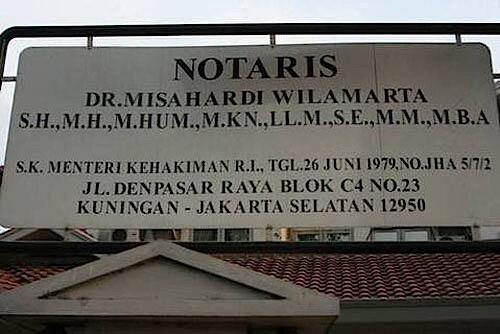 NOTARIS
DR.MISAHARDI WILAMARTA
S.H.,M.H.,M.HUM.,M.KN.,LL.M.,S.E.,M.M.,M.B.A
S.K. MENTERI KEHAKIMAN R.I., TGL.26 JUNI 1979,NO.JHA 5/7/2
JL.DENPASAR RAYA BLOK C4 NO.23
KUNINGAN - JAKARTA SELATAN 12950